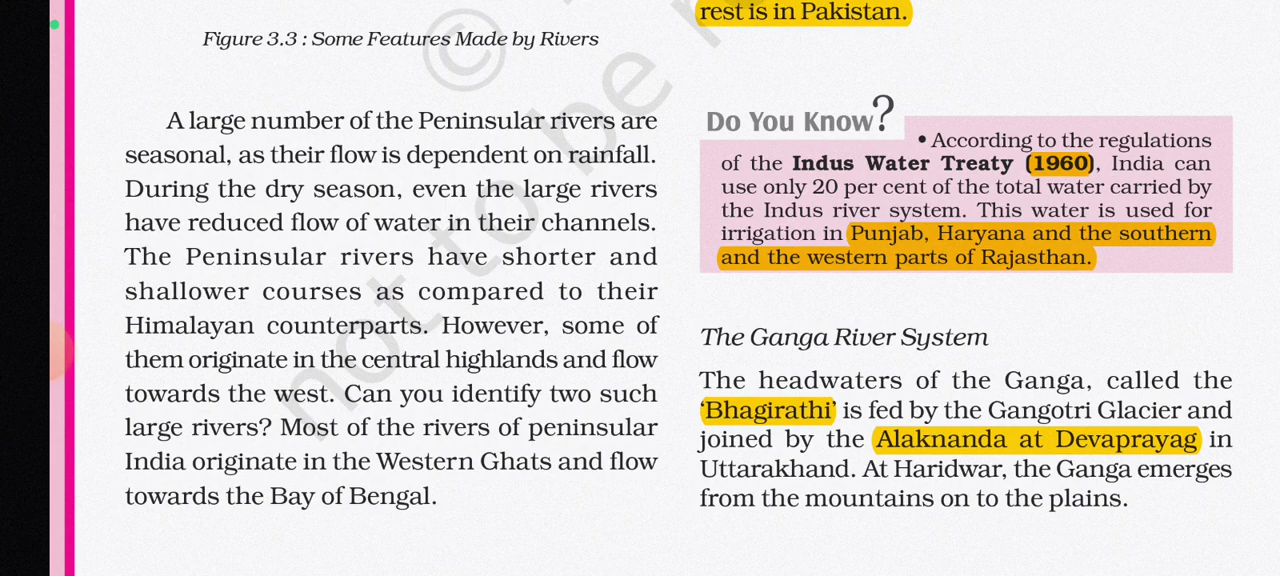 Figure 3.3 : Some Features Made by Rivers
A large number of the Peninsular rivers are
seasonal, as their flow is dependent on rainfall.
During the dry season, even the large rivers
have reduced flow of water in their channels.
The Peninsular rivers have shorter and
shallower courses as compared to their
Himalayan counterparts. However, some of
them originate in the central highlands and flow
towards the west. Can you identify two such
large rivers? Most of the rivers of peninsular
India originate in the Western Ghats and flow
towards the Bay of Bengal.
rest is in Pakistan.
Do You Know?
• According to the regulations
of the Indus Water Treaty (1960), India can
use only 20 per cent of the total water carried by
the Indus river system. This water is used for
irrigation in Punjab, Haryana and the southern
and the western parts of Rajasthan.
The Ganga River System
The headwaters of the Ganga, called the
‘Bhagirathi’ is fed by the Gangotri Glacier and
joined by the Alaknanda at Devaprayag in
Uttarakhand. At Haridwar, the Ganga emerges
from the mountains on to the plains.
©
not to be